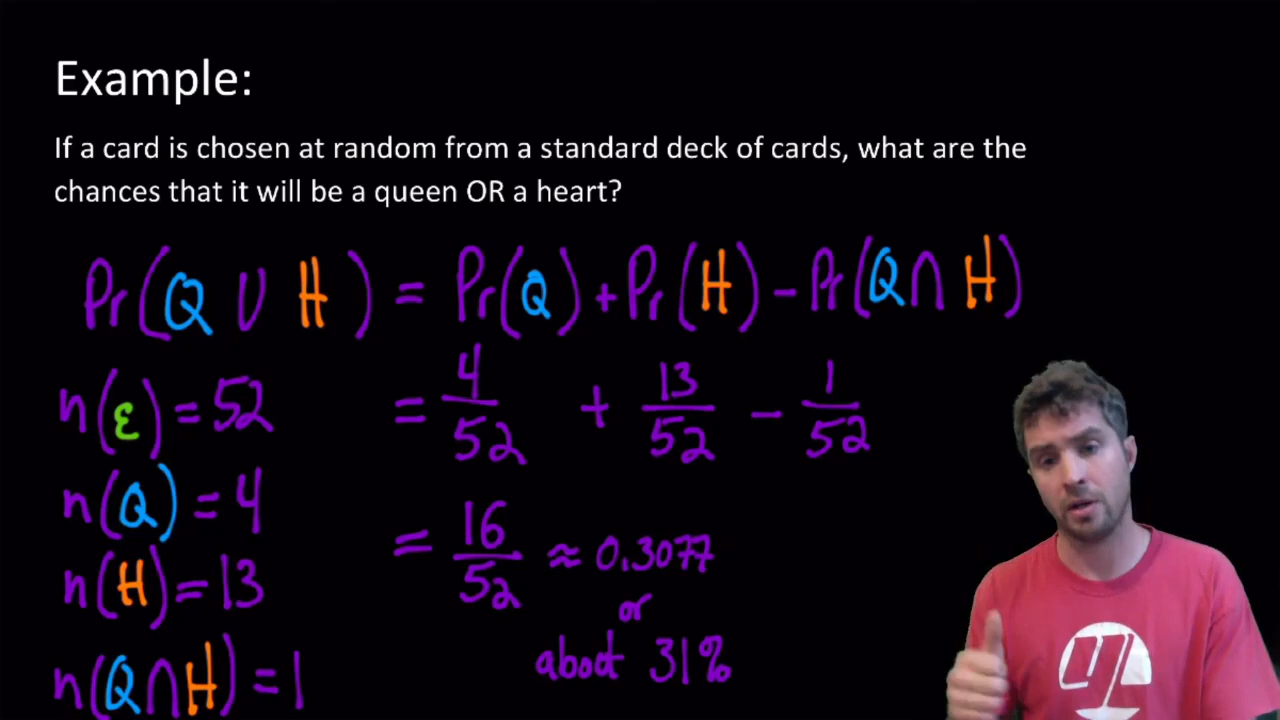 Example:
If a card is chosen at random from a standard deck of cards, what are the
chances that it will be a queen OR a heart?
Pr(Q ∪ H) = Pr(Q) + Pr(H) - Pr(Q ∩ H)
n(ε) = 52
= 4/52 + 13/52 - 1/52
n(Q) = 4
= 16/52 ≈ 0.3077
n(H) = 13
or
about 31%
n(Q ∩ H) = 1